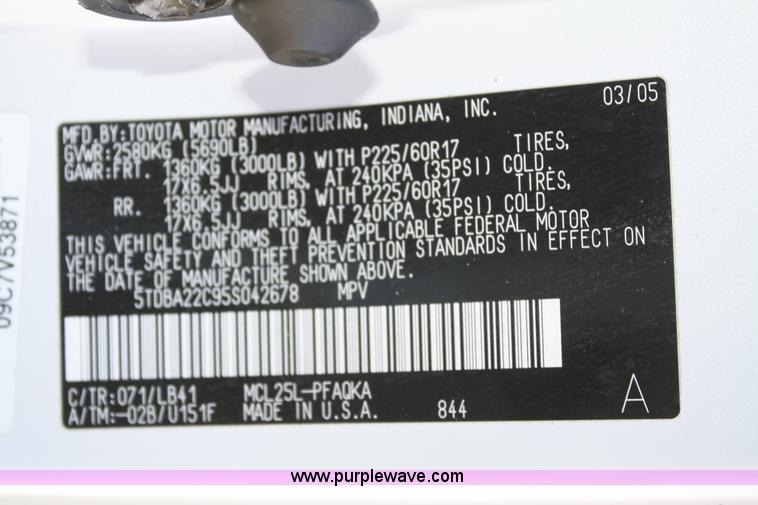 03/05
MFD.BY:TOYOTA MOTOR MANUFACTURING, INDIANA, INC.
GVWR:2580KG (5690LB)
GAWR:FRT. 1360KG (3000LB) WITH P225/60R17 TIRES,
17X6.5JJ RIMS, AT 240KPA (35PSI) COLD.
RR. 1360KG (3000LB) WITH P225/60R17 TIRES,
17X6.5JJ RIMS, AT 240KPA (35PSI) COLD.
THIS VEHICLE CONFORMS TO ALL APPLICABLE FEDERAL MOTOR
VEHICLE SAFETY AND THEFT PREVENTION STANDARDS IN EFFECT ON
THE DATE OF MANUFACTURE SHOWN ABOVE.
5TDBA22C95S042678 MPV
C/TR:071/LB41 MCL25L-PFAQKA
A/TM:-02B/U151F MADE IN U.S.A. 844 A
09C7V53871
www.purplewave.com